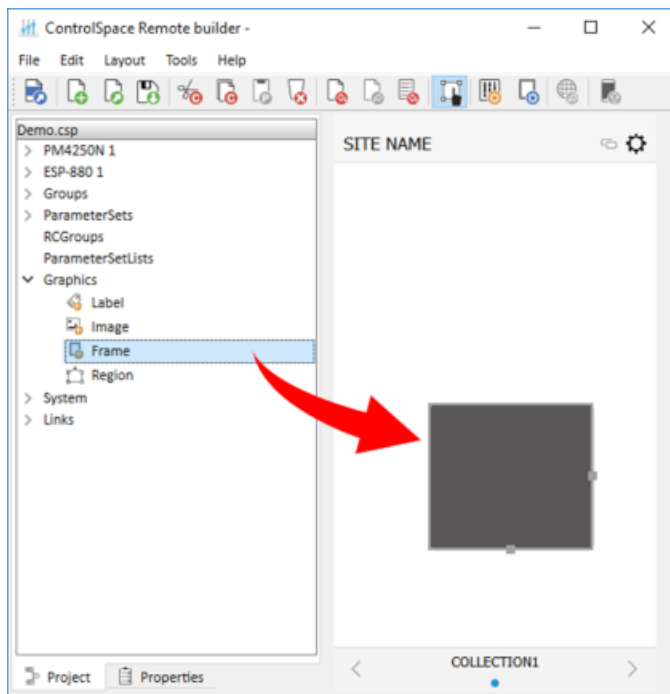 ControlSpace Remote builder -
File Edit Layout Tools Help
Demo.csp
PM4250N 1
ESP-880 1
Groups
ParameterSets
RCGroups
ParameterSetLists
Graphics
Label
Image
Frame
Region
System
Links
Project Properties
SITE NAME
COLLECTION1